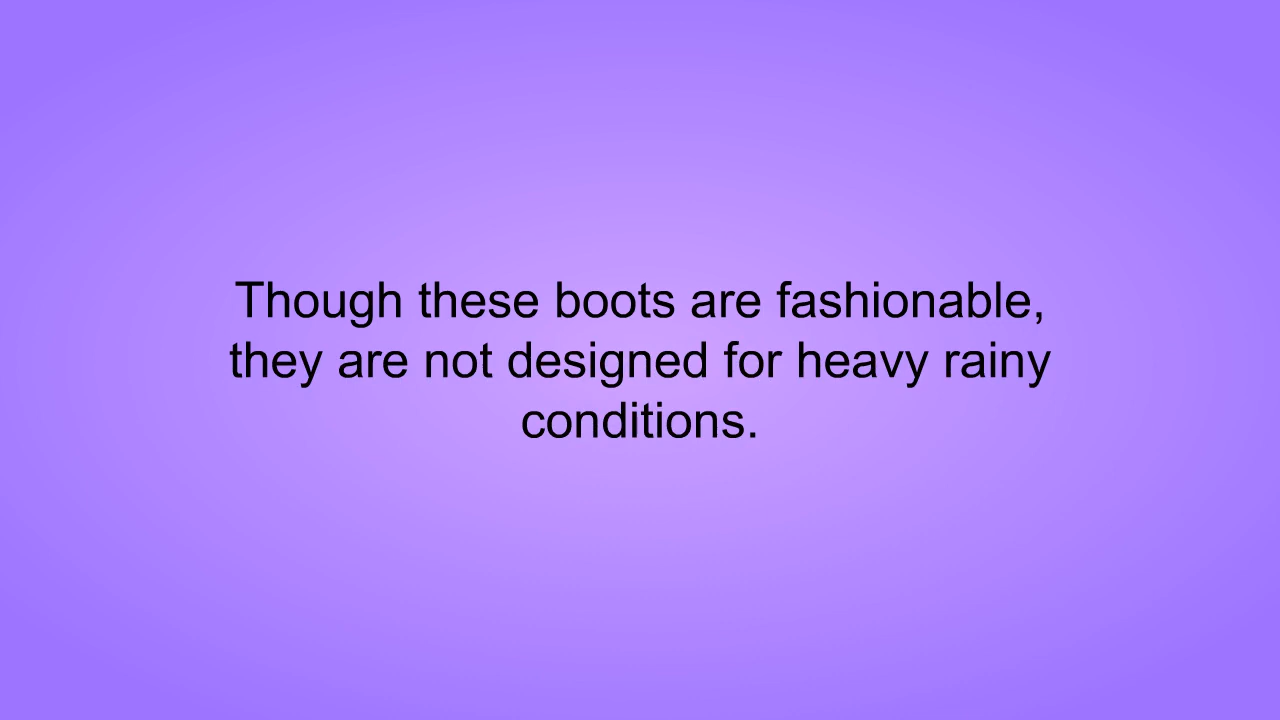 Though these boots are fashionable,
they are not designed for heavy rainy
conditions.